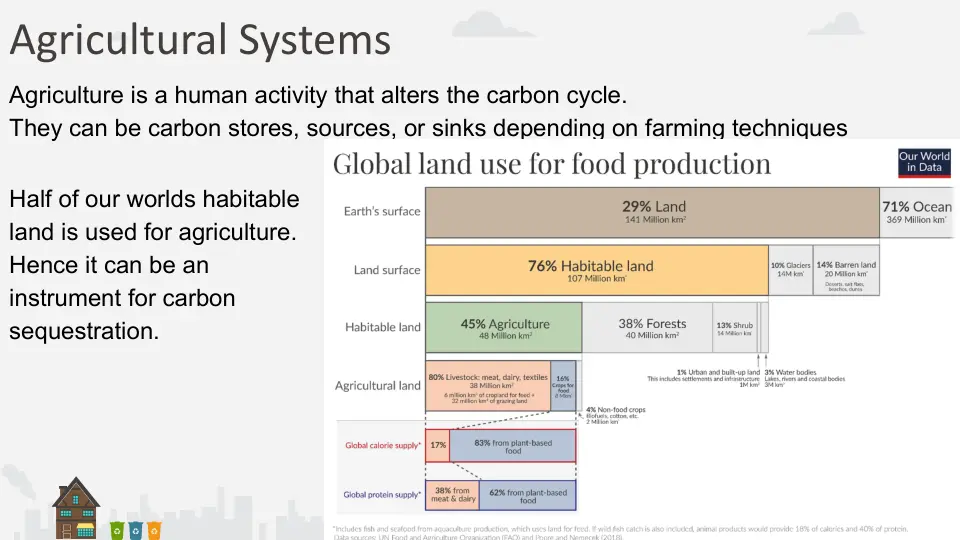 Agricultural Systems
Agriculture is a human activity that alters the carbon cycle.
They can be carbon stores, sources, or sinks depending on farming techniques
Half of our worlds habitable
land is used for agriculture.
Hence it can be an
instrument for carbon
sequestration.
Global land use for food production
Our World
in Data
Earth's surface
29% Land
141 Million km²
71% Ocean
369 Million km²
Land surface
76% Habitable land
107 Million km²
10% Glaciers
14M km²
14% Barren land
20 Million km²
Deserts, salt flats,
beaches, dunes
Habitable land
45% Agriculture
48 Million km²
38% Forests
40 Million km²
13% Shrub
14 Million km²
1% Urban and built-up land
This includes settlements and infrastructure
1M km²
3% Water bodies
Lakes, rivers and coastal bodies
3M km²
Agricultural land
80% Livestock: meat, dairy, textiles
38 Million km²
6 million km² of cropland for feed +
32 million km² of grazing land
16%
Crops for
food
4% Non-food crops
Biofuels, cotton, etc.
2 Million km²
Global calorie supply*
17%
83% from plant-based
food
Global protein supply*
38% from
meat & dairy
62% from plant-based
food
*Includes fish and seafood from aquaculture production, which uses land for feed. If wild fish catch is also included, animal products would provide 18% of calories and 40% of protein.
Data sources: UN Food and Agriculture Organization (FAO) and Poore and Nemecek (2018).